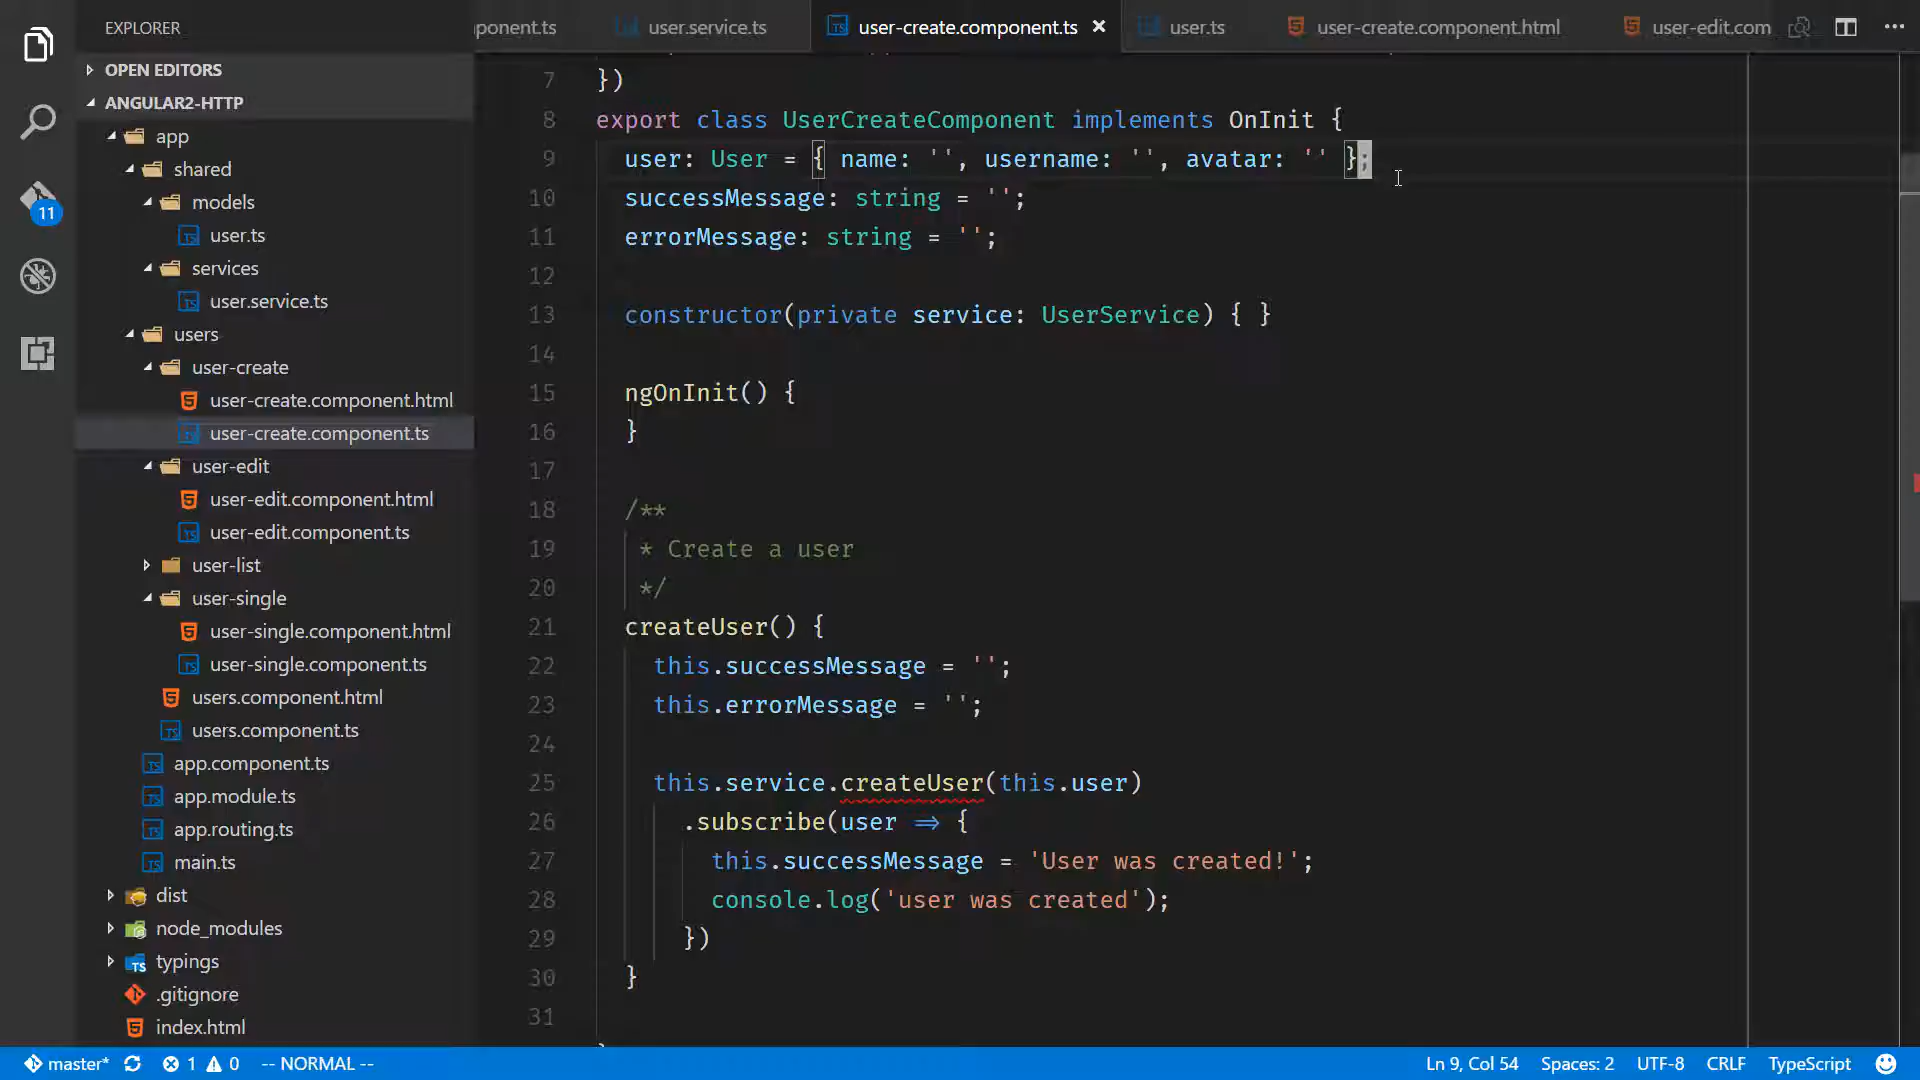 EXPLORER
ponent.ts
user.service.ts
user-create.component.ts
user.ts
user-create.component.html
user-edit.com
OPEN EDITORS
ANGULAR2-HTTP
app
shared
models
user.ts
services
user.service.ts
users
user-create
user-create.component.html
user-create.component.ts
user-edit
user-edit.component.html
user-edit.component.ts
user-list
user-single
user-single.component.html
user-single.component.ts
users.component.html
users.component.ts
app.component.ts
app.module.ts
app.routing.ts
main.ts
dist
node_modules
typings
.gitignore
index.html
11
7 })
8 export class UserCreateComponent implements OnInit {
9 user: User = { name: '', username: '', avatar: '' };
10 successMessage: string = '';
11 errorMessage: string = '';
12
13 constructor(private service: UserService) { }
14
15 ngOnInit() {
16 }
17
18 /**
19 * Create a user
20 */
21 createUser() {
22 this.successMessage = '';
23 this.errorMessage = '';
24
25 this.service.createUser(this.user)
26 .subscribe(user => {
27 this.successMessage = 'User was created!';
28 console.log('user was created');
29 })
30 }
31
master* 1 0 -- NORMAL -- Ln 9, Col 54 Spaces: 2 UTF-8 CRLF TypeScript